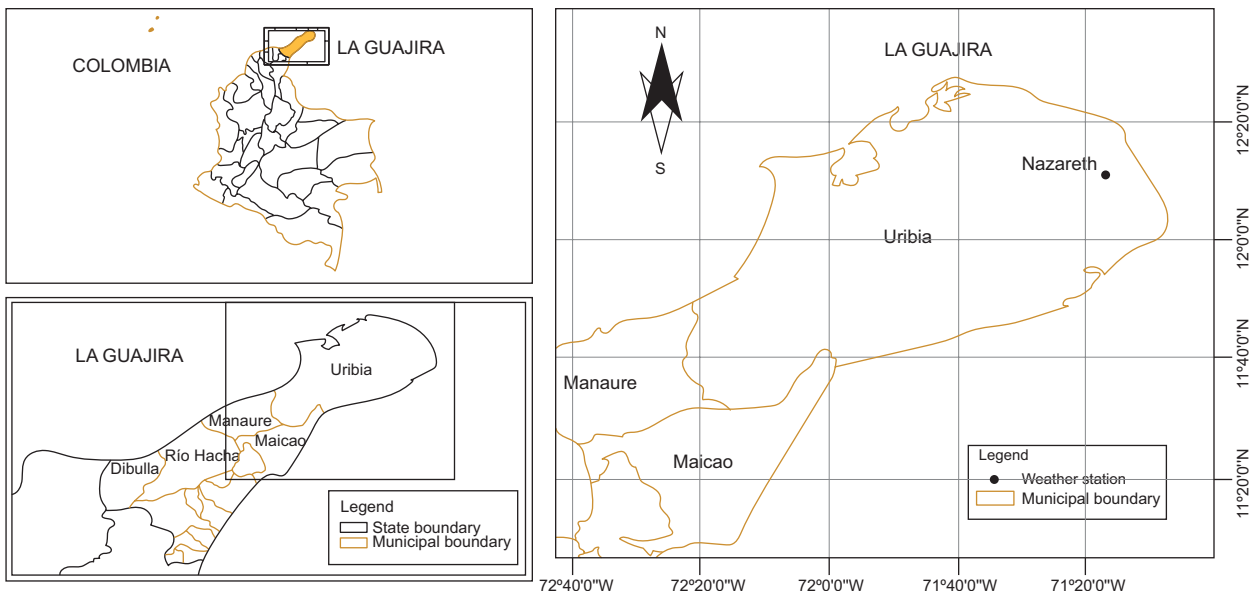 COLOMBIA
LA GUAJIRA
LA GUAJIRA
Uribia
Manaure
Maicao
Río Hacha
Dibulla
Legend
State boundary
Municipal boundary
N
S
LA GUAJIRA
Nazareth
Uribia
Manaure
Maicao
Legend
Weather station
Municipal boundary
12°20'0"N
12°0'0"N
11°40'0"N
11°20'0"N
72°40'0"W
72°20'0"W
72°0'0"W
71°40'0"W
71°20'0"W